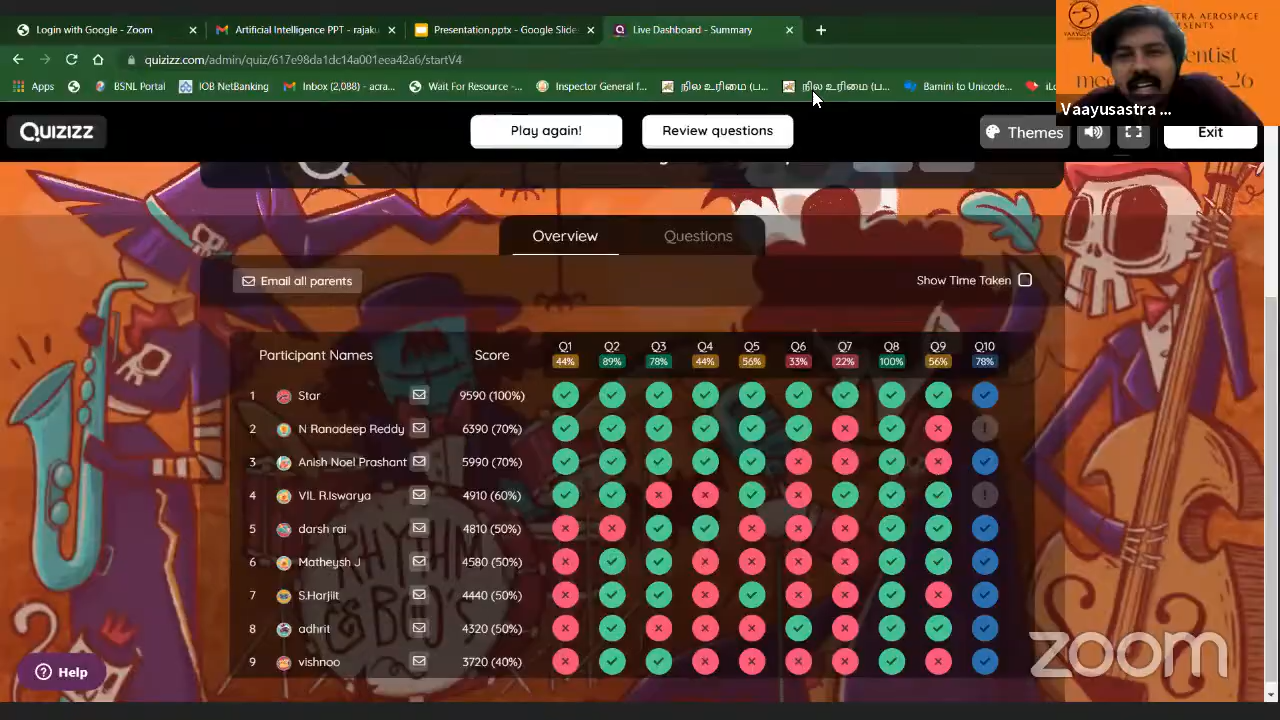 Login with Google - Zoom
Artificial Intelligence PPT - rajaku
Presentation.pptx - Google Slide
Live Dashboard - Summary
quizizz.com/admin/quiz/617e98da1dc14a001eea42a6/startV4
Apps
BSNL Portal
IOB NetBanking
Inbox (2,088) - acra...
Wait For Resource -...
Inspector General f...
நில உரிமை (ப...
நில உரிமை (ப...
Bamini to Unicode...
AEROSPACE
Vaayusastra ...
Quizizz
Play again!
Review questions
Themes
Exit
Overview
Questions
Email all parents
Show Time Taken
Participant Names Score Q1 Q2 Q3 Q4 Q5 Q6 Q7 Q8 Q9 Q10
44% 89% 78% 44% 56% 33% 22% 100% 56% 78%
1 Star 9590 (100%)
2 N Ranadeep Reddy 6390 (70%)
3 Anish Noel Prashant 5990 (70%)
4 VIL R.Iswarya 4910 (60%)
5 darsh rai 4810 (50%)
6 Matheysh J 4580 (50%)
7 S.Harjiit 4440 (50%)
8 adhrit 4320 (50%)
9 vishnoo 3720 (40%)
RHYTHM
& BOO'S
Help
zoom